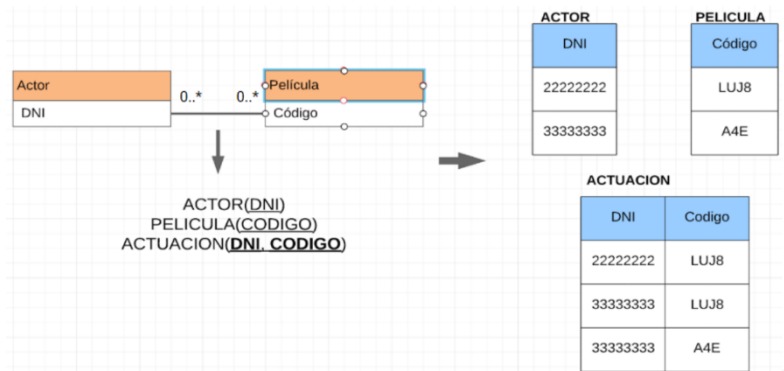 Actor
DNI
0..*
0..*
Película
Código
ACTOR(DNI)
PELICULA(CODIGO)
ACTUACION(DNI, CODIGO)
ACTOR
DNI
22222222
33333333
PELICULA
Código
LUJ8
A4E
ACTUACION
DNI Codigo
22222222 LUJ8
33333333 LUJ8
33333333 A4E